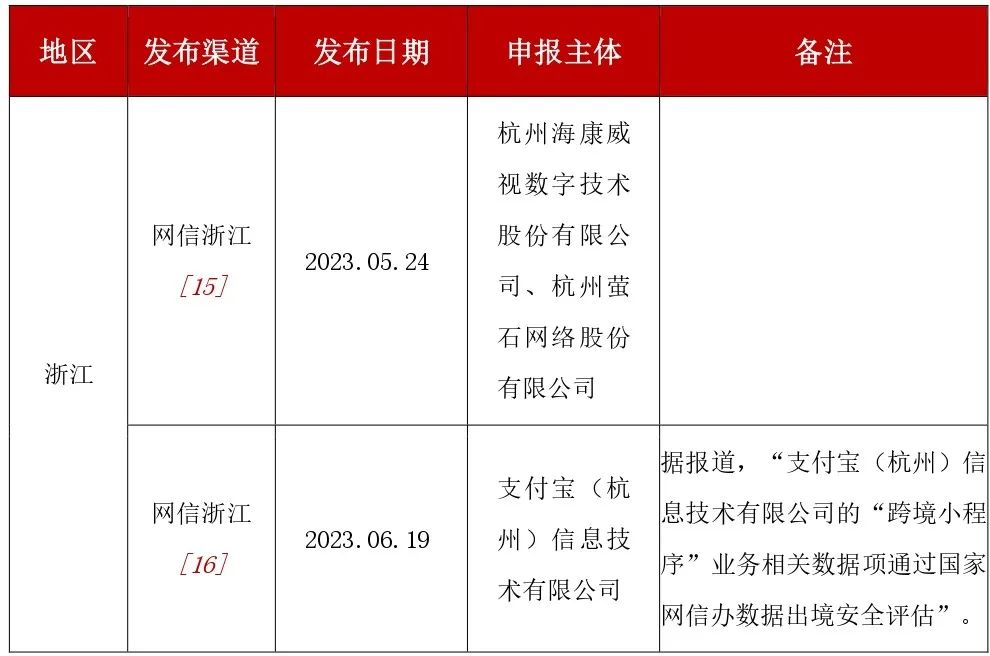 地区 发布渠道 发布日期 申报主体 备注
浙江
网信浙江
[15]
2023.05.24
杭州海康威
视数字技术
股份有限公
司、杭州萤
石网络股份
有限公司
网信浙江
[16]
2023.06.19
支付宝（杭
州）信息技
术有限公司
据报道，“支付宝（杭州）信
息技术有限公司的“跨境小程
序”业务相关数据项通过国家
网信办数据出境安全评估”。